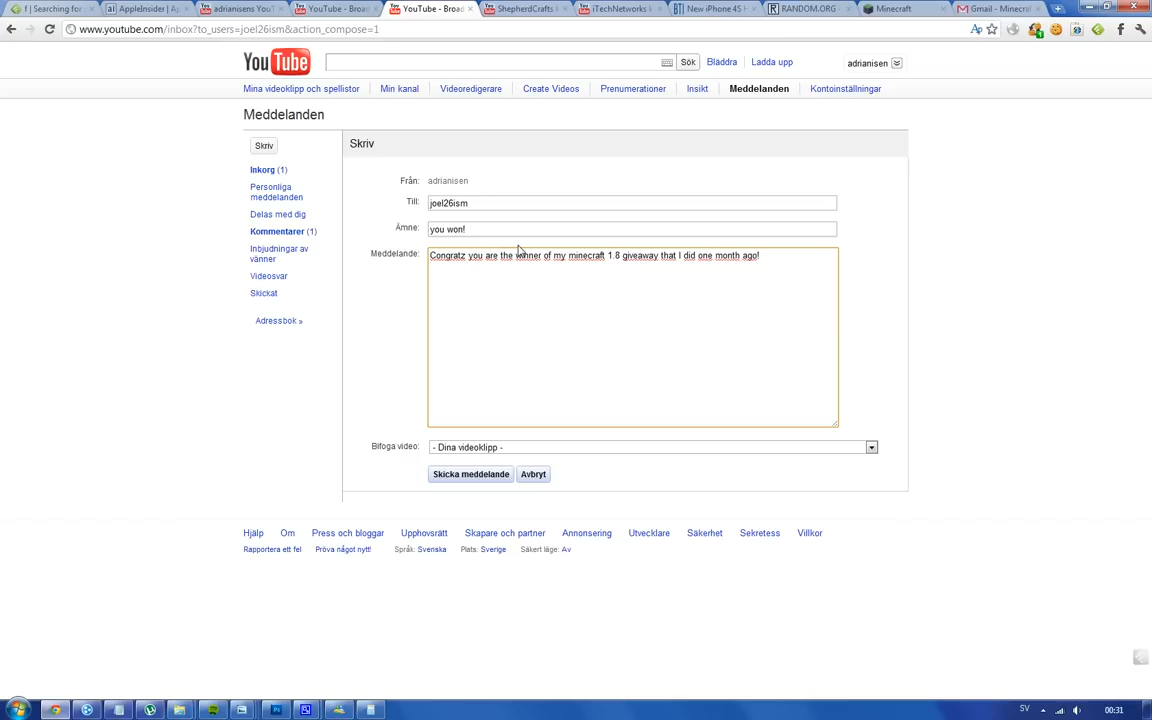 f | Searching for
AppleInsider | Ap
adrianisens YouT
YouTube - Broa
YouTube - Broad
ShepherdCrafts
iTechNetworks
New iPhone 4S
RANDOM.ORG
Minecraft
Gmail - Minecra
www.youtube.com/inbox?to_users=joel26ism&action_compose=1
YouTube
Sök
Bläddra
Ladda upp
adrianisen
Mina videoklipp och spellistor
Min kanal
Videoredigerare
Create Videos
Prenumerationer
Insikt
Meddelanden
Kontoinställningar
Meddelanden
Skriv
Skriv
Inkorg (1)
Personliga
meddelanden
Delas med dig
Kommentarer (1)
Inbjudningar av
vänner
Videosvar
Skickat
Adressbok »
Från: adrianisen
Till: joel26ism
Ämne: you won!
Meddelande: Congratz you are the winner of my minecraft 1.8 giveaway that I did one month ago!
Bifoga video: - Dina videoklipp -
Skicka meddelande
Avbryt
Hjälp
Om
Press och bloggar
Upphovsrätt
Skapare och partner
Annonsering
Utvecklare
Säkerhet
Sekretess
Villkor
Rapportera ett fel
Pröva något nytt!
Språk: Svenska
Plats: Sverige
Säkert läge: Av
SV
00:31